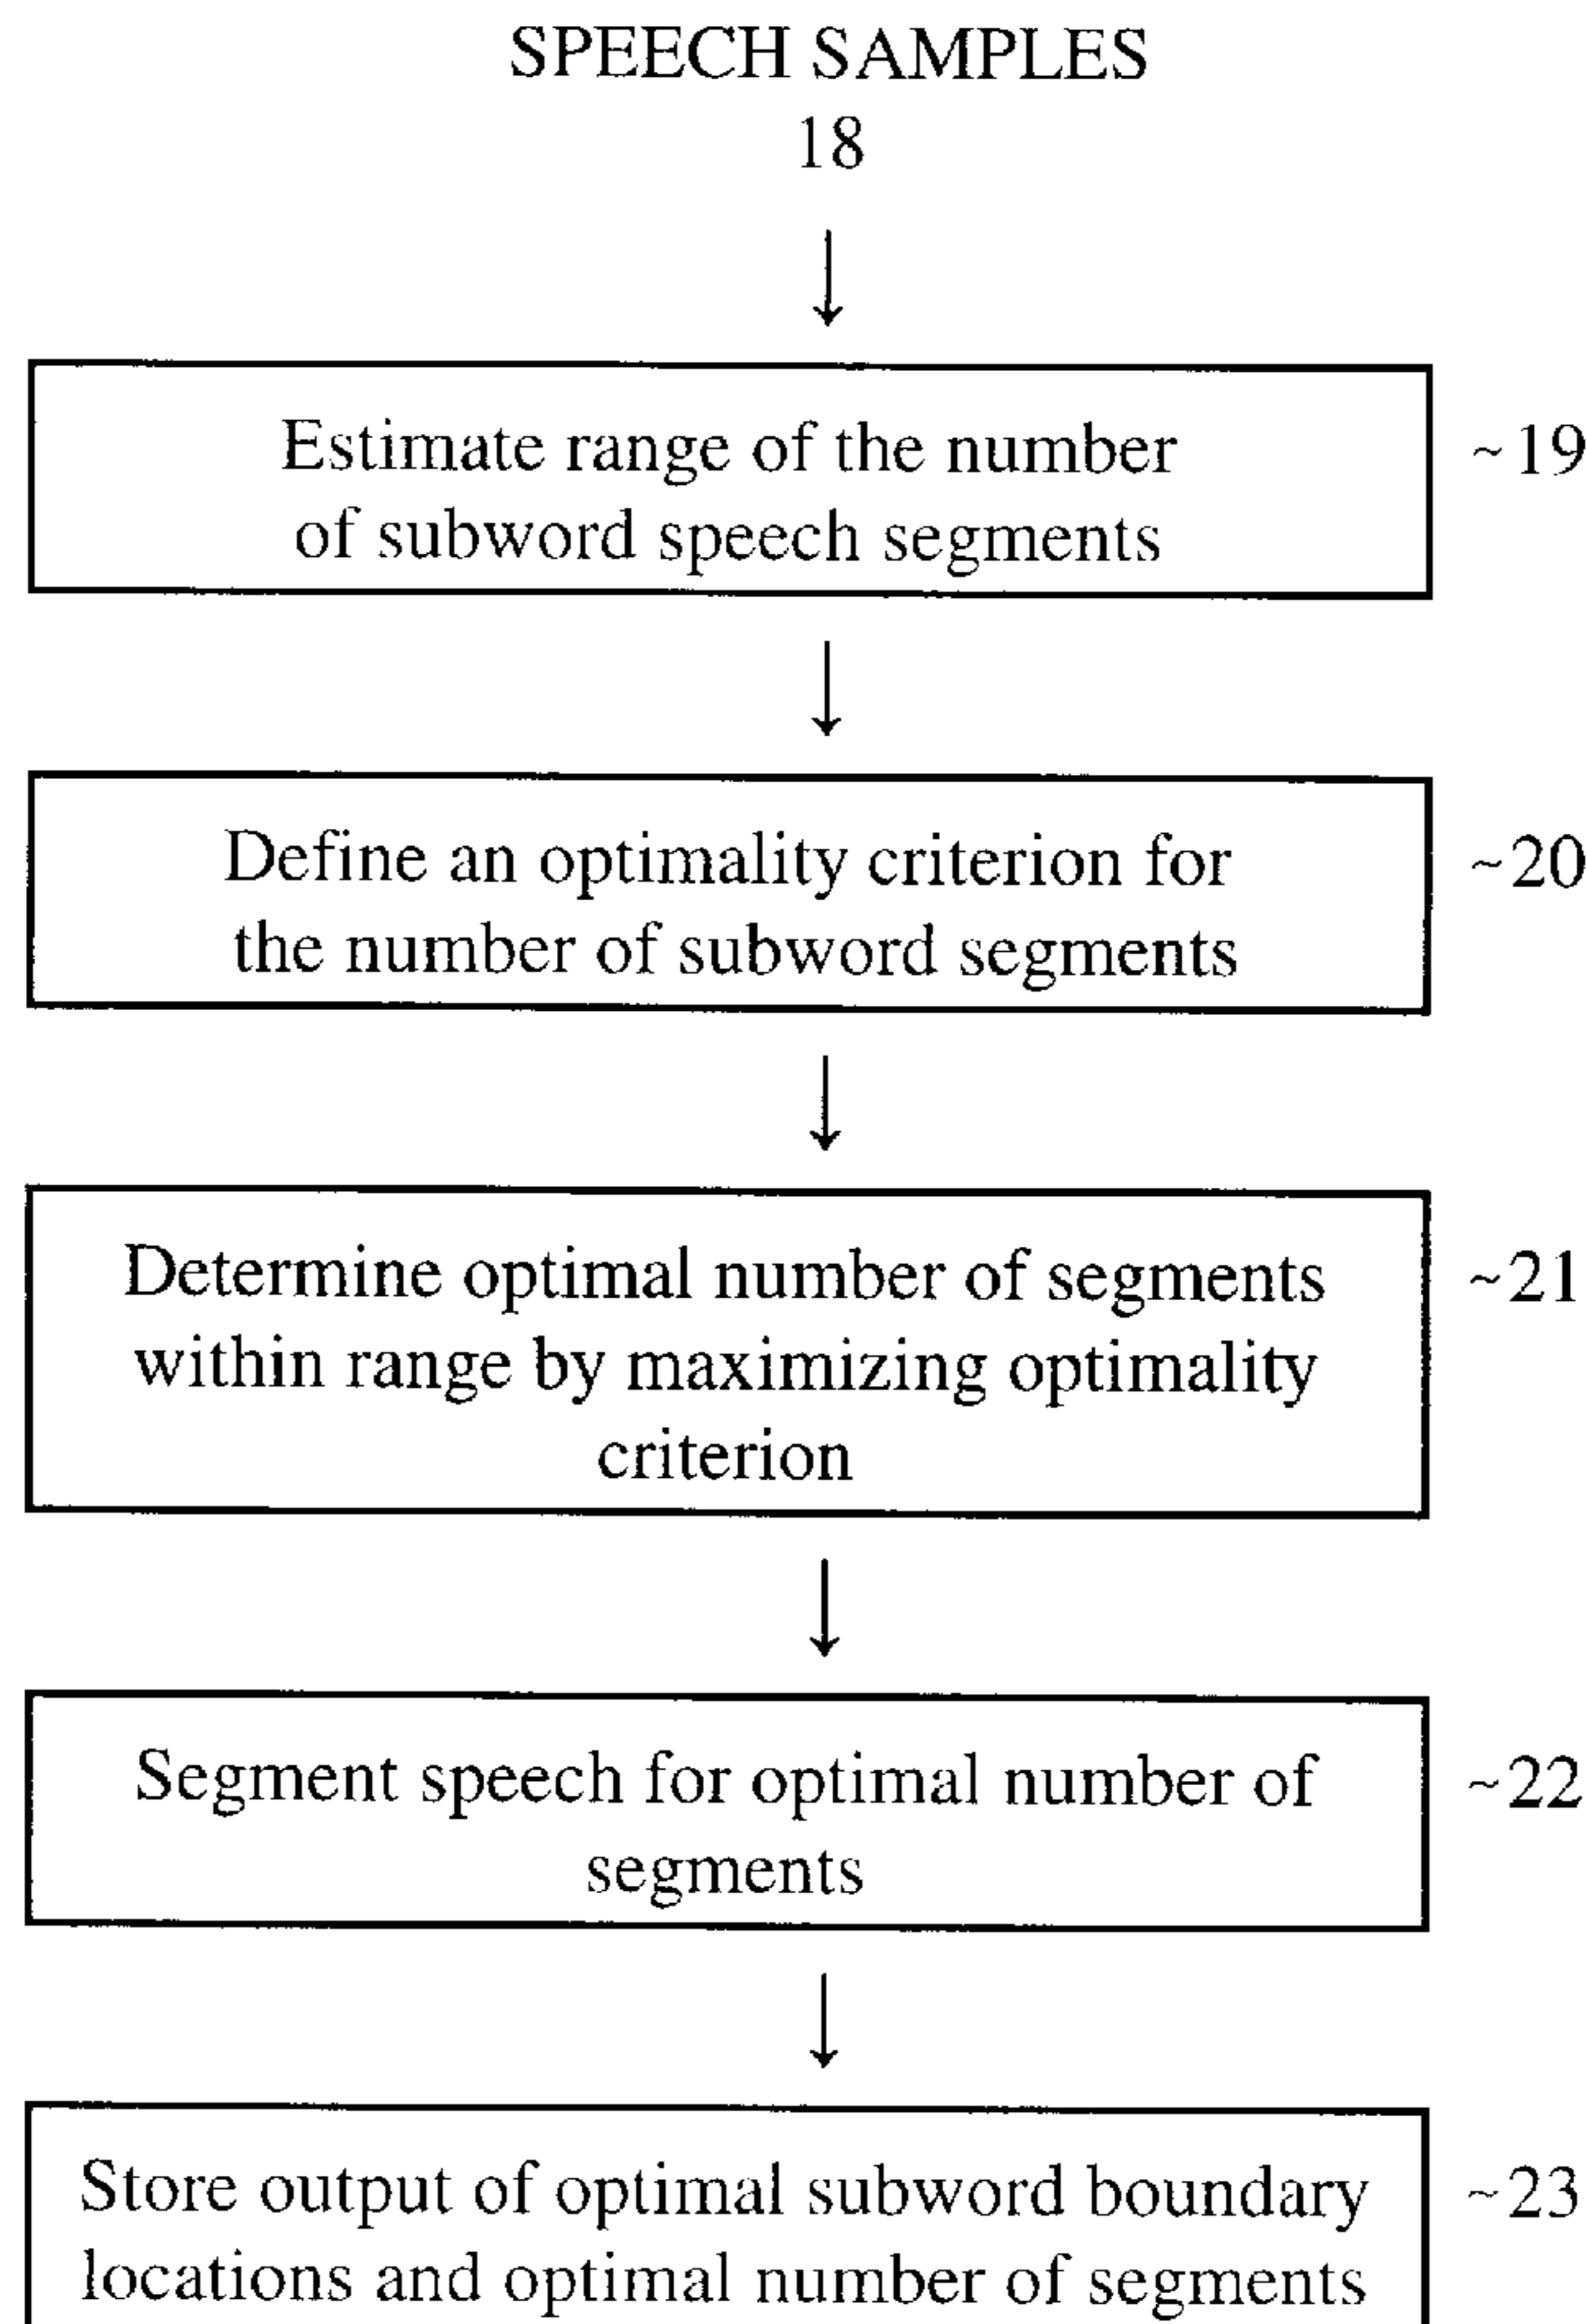 SPEECH SAMPLES
18
Estimate range of the number
of subword speech segments
~19
Define an optimality criterion for
the number of subword segments
~20
Determine optimal number of segments
within range by maximizing optimality
criterion
~21
Segment speech for optimal number of
segments
~22
Store output of optimal subword boundary
locations and optimal number of segments
~23